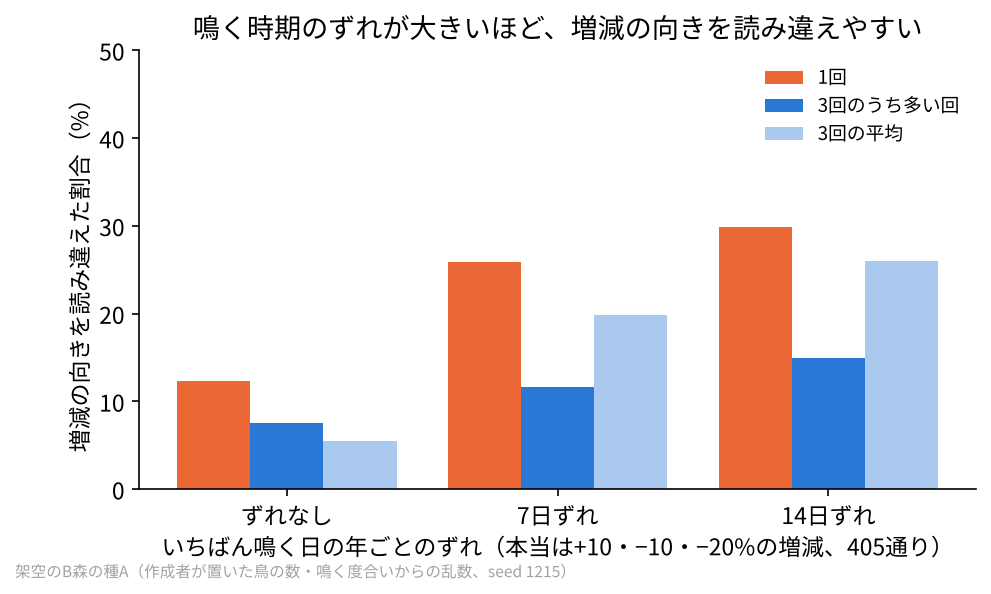 鳴く時期のずれが大きいほど、増減の向きを読み違えやすい
増減の向きを読み違えた割合（%）
50
40
30
20
10
0
1回
3回のうち多い回
3回の平均
ずれなし
7日ずれ
14日ずれ
いちばん鳴く日の年ごとのずれ（本当は+10・−10・−20%の増減、405通り）
架空のB森の種A（作成者が置いた鳥の数・鳴く度合いからの乱数、seed 1215）